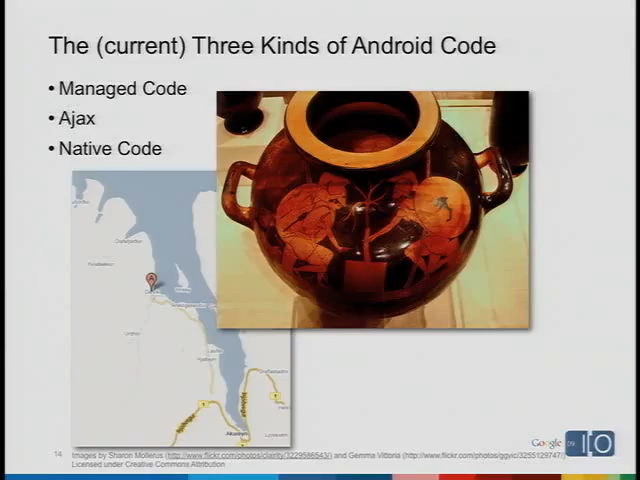 The (current) Three Kinds of Android Code
• Managed Code
• Ajax
• Native Code
A
14
Images by Sharon Mollerus (http://www.flickr.com/photos/clairity/3229586543/) and Gemma Vittoria (http://www.flickr.com/photos/ggvic/3255129747/)
Licensed under Creative Commons Attribution
Google 09 I/O